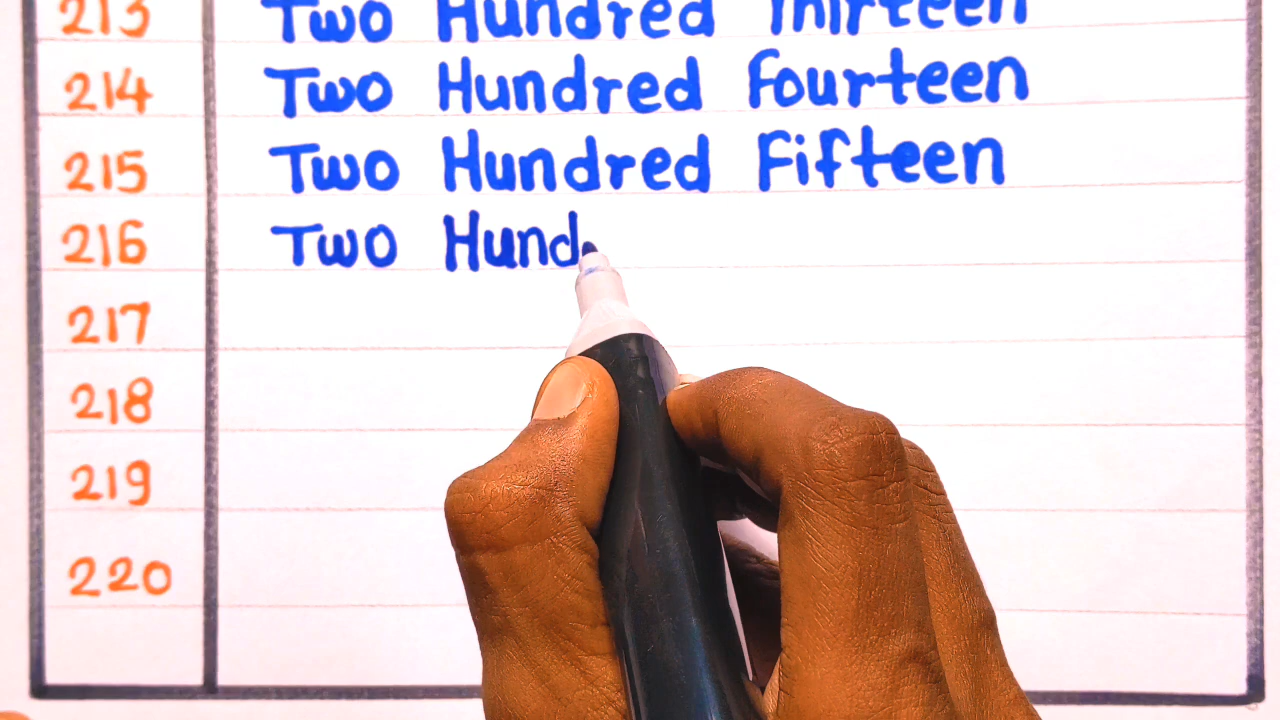 213 Two Hundred Thirteen
214 Two Hundred Fourteen
215 Two Hundred Fifteen
216 Two Hund
217
218
219
220